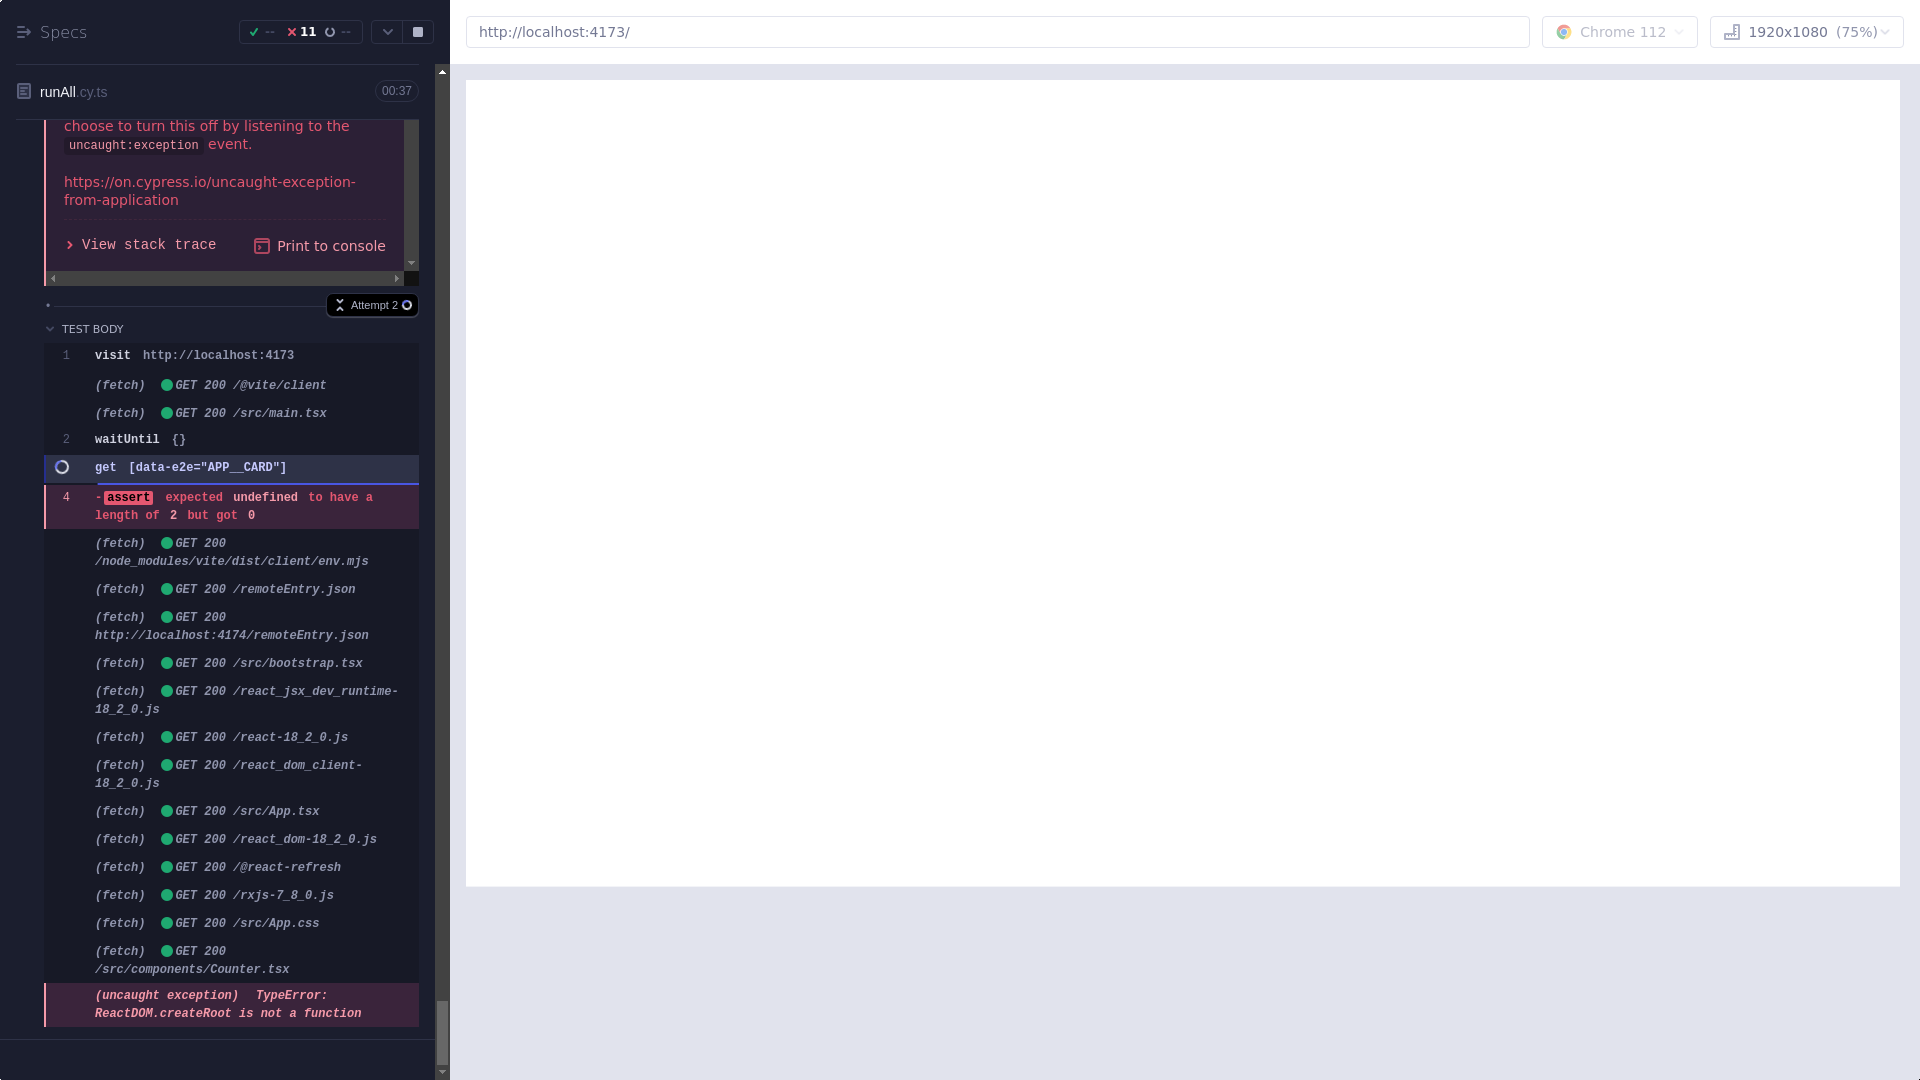 Specs
-- 11 --
http://localhost:4173/
Chrome 112
1920x1080 (75%)
runAll.cy.ts
00:37
choose to turn this off by listening to the
uncaught:exception event.
https://on.cypress.io/uncaught-exception-
from-application
View stack trace
Print to console
Attempt 2
TEST BODY
1 visit http://localhost:4173
(fetch) GET 200 /@vite/client
(fetch) GET 200 /src/main.tsx
2 waitUntil {}
get [data-e2e="APP__CARD"]
4 -assert expected undefined to have a
length of 2 but got 0
(fetch) GET 200
/node_modules/vite/dist/client/env.mjs
(fetch) GET 200 /remoteEntry.json
(fetch) GET 200
http://localhost:4174/remoteEntry.json
(fetch) GET 200 /src/bootstrap.tsx
(fetch) GET 200 /react_jsx_dev_runtime-
18_2_0.js
(fetch) GET 200 /react-18_2_0.js
(fetch) GET 200 /react_dom_client-
18_2_0.js
(fetch) GET 200 /src/App.tsx
(fetch) GET 200 /react_dom-18_2_0.js
(fetch) GET 200 /@react-refresh
(fetch) GET 200 /rxjs-7_8_0.js
(fetch) GET 200 /src/App.css
(fetch) GET 200
/src/components/Counter.tsx
(uncaught exception) TypeError:
ReactDOM.createRoot is not a function